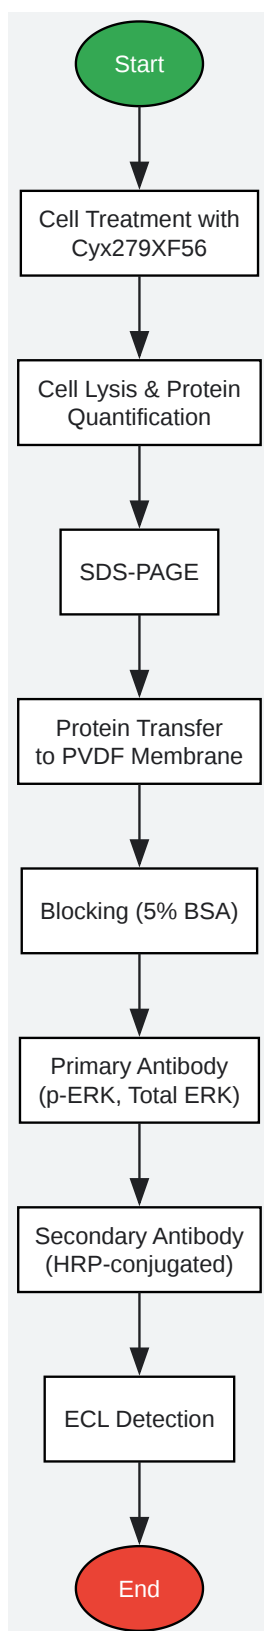 Start
Cell Treatment with
Cyx279XF56
Cell Lysis & Protein
Quantification
SDS-PAGE
Protein Transfer
to PVDF Membrane
Blocking (5% BSA)
Primary Antibody
(p-ERK, Total ERK)
Secondary Antibody
(HRP-conjugated)
ECL Detection
End